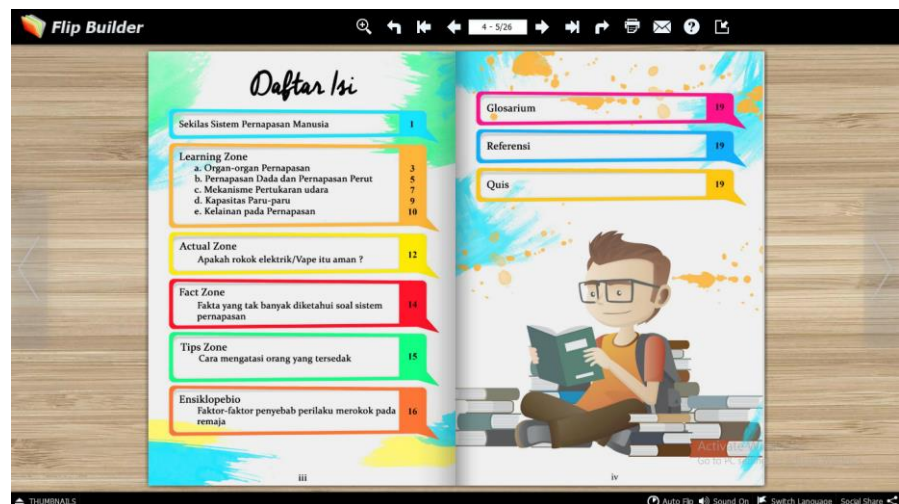 Flip Builder
4 - 5/26
Daftar Isi
Sekilas Sistem Pernapasan Manusia 1
Learning Zone
a. Organ-organ Pernapasan 3
b. Pernapasan Dada dan Pernapasan Perut 5
c. Mekanisme Pertukaran udara 7
d. Kapasitas Paru-paru 9
e. Kelainan pada Pernapasan 10
Actual Zone
Apakah rokok elektrik/Vape itu aman ? 12
Fact Zone
Fakta yang tak banyak diketahui soal sistem 14
pernapasan
Tips Zone
Cara mengatasi orang yang tersedak 15
Ensiklopebio
Faktor-faktor penyebab perilaku merokok pada 16
remaja
iii
Glosarium 19
Referensi 19
Quis 19
iv
Activate W
Go to PC
THUMBNAILS
Auto Flip Sound On Switch Language Social Share